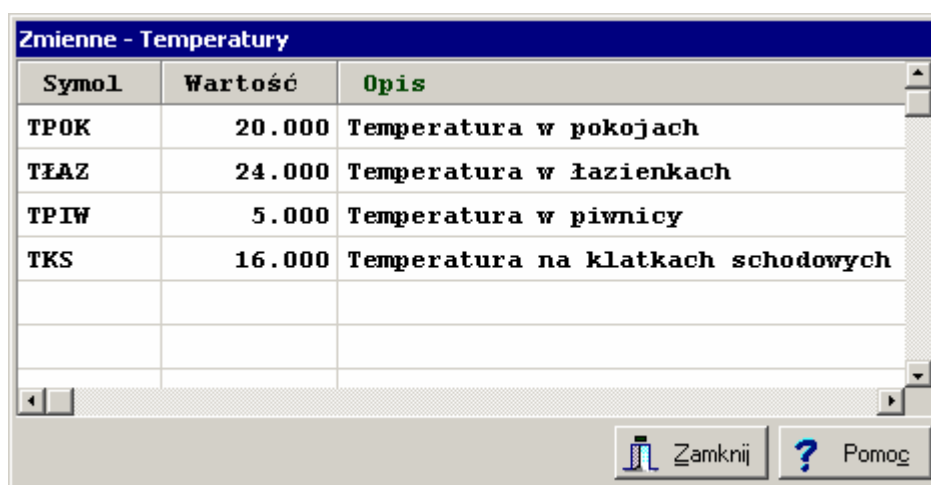 Zmienne - Temperatury
Symol Wartość Opis
TPOK 20.000 Temperatura w pokojach
TŁAZ 24.000 Temperatura w łazienkach
TPIW 5.000 Temperatura w piwnicy
TKS 16.000 Temperatura na klatkach schodowych
Zamknij ? Pomoc